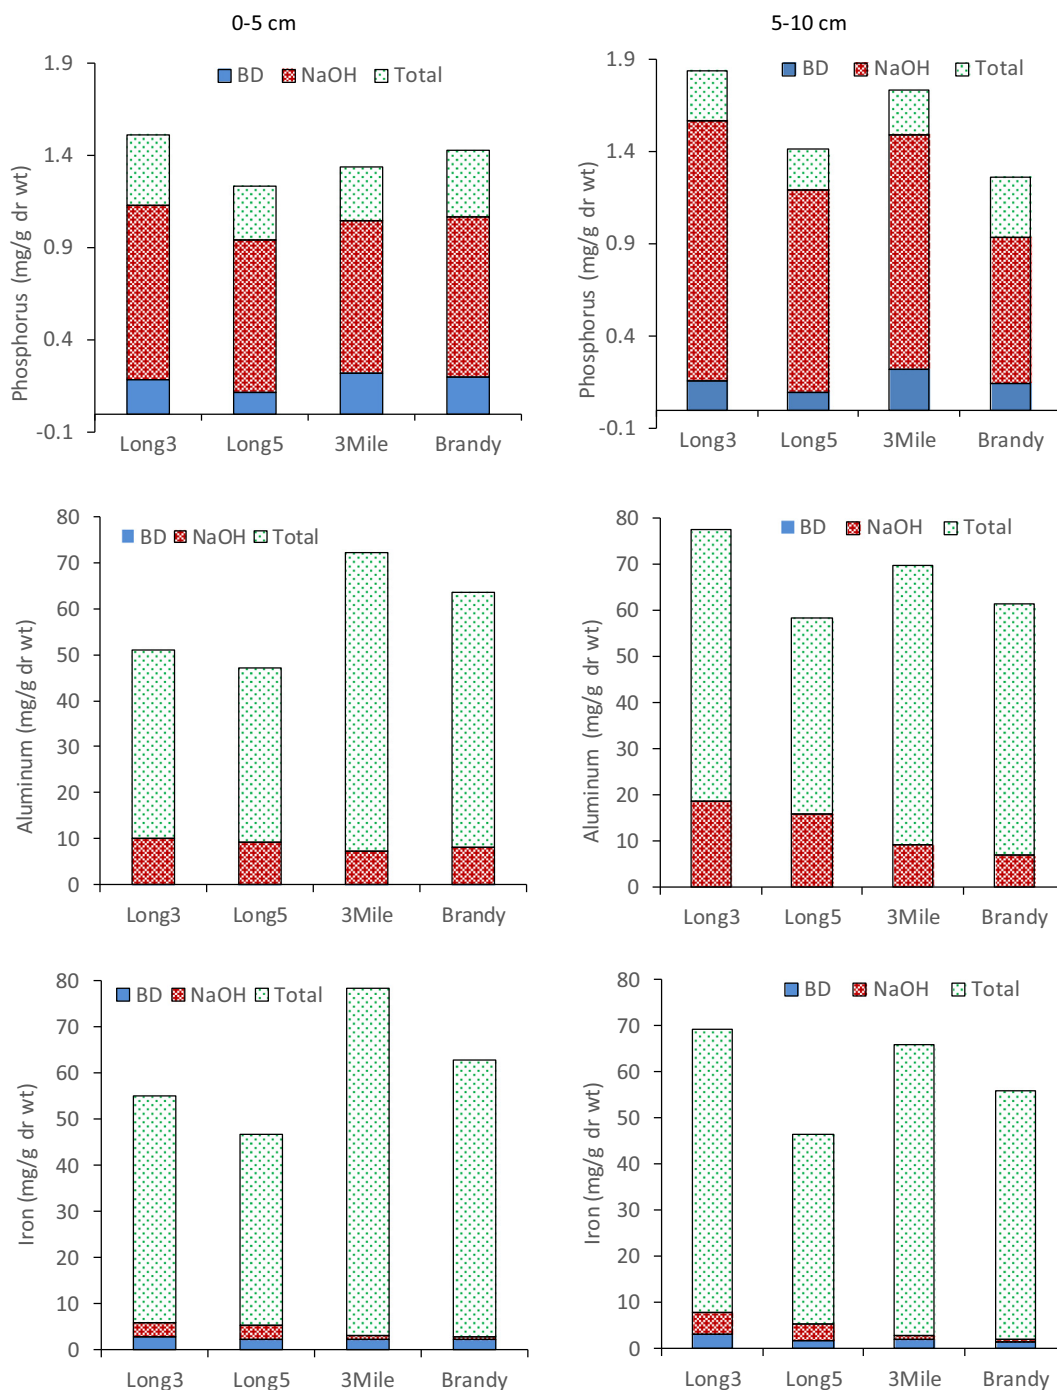 0-5 cm
5-10 cm
BD NaOH Total
Phosphorus (mg/g dr wt)
1.9
1.4
0.9
0.4
-0.1
Long3 Long5 3Mile Brandy
BD NaOH Total
Phosphorus (mg/g dr wt)
1.9
1.4
0.9
0.4
-0.1
Long3 Long5 3Mile Brandy
BD NaOH Total
Aluminum (mg/g dr wt)
80
70
60
50
40
30
20
10
0
Long3 Long5 3Mile Brandy
BD NaOH Total
Aluminum (mg/g dr wt)
80
70
60
50
40
30
20
10
0
Long3 Long5 3Mile Brandy
BD NaOH Total
Iron (mg/g dr wt)
80
70
60
50
40
30
20
10
0
Long3 Long5 3Mile Brandy
BD NaOH Total
Iron (mg/g dr wt)
80
70
60
50
40
30
20
10
0
Long3 Long5 3Mile Brandy